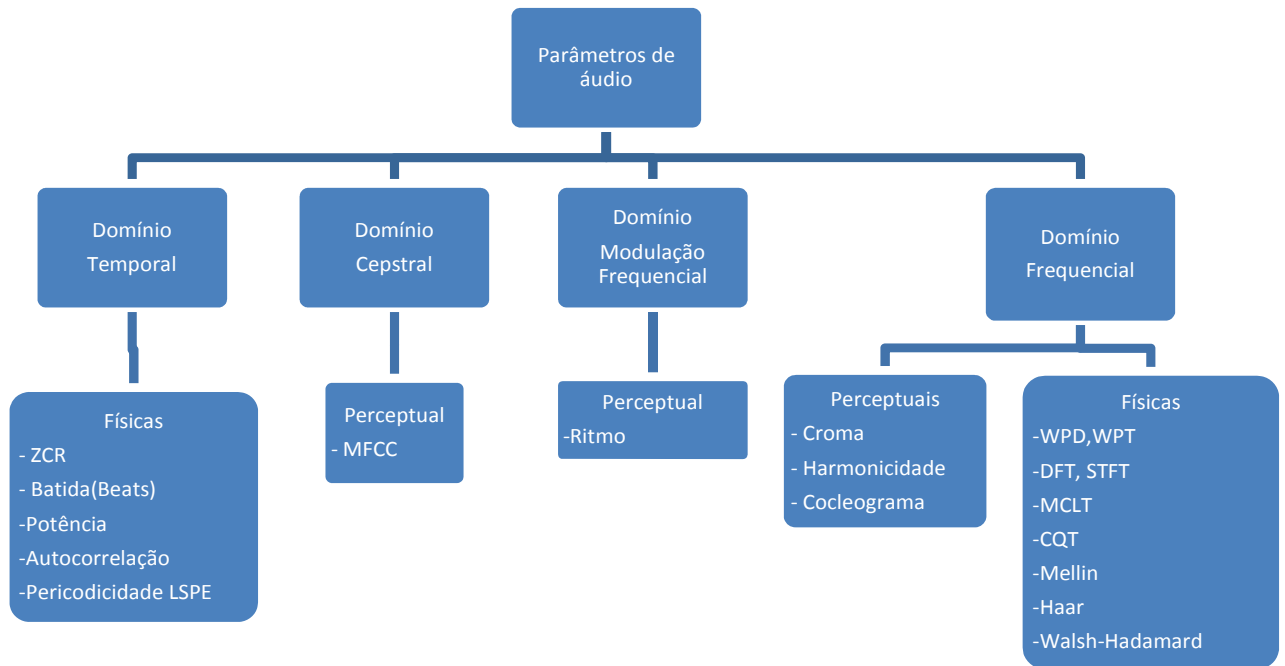 Parâmetros de
áudio
Domínio
Temporal
Domínio
Cepstral
Domínio
Modulação
Frequencial
Domínio
Frequencial
Físicas
- ZCR
- Batida(Beats)
-Potência
-Autocorrelação
-Pericodicidade LSPE
Perceptual
- MFCC
Perceptual
-Ritmo
Perceptuais
- Croma
- Harmonicidade
- Cocleograma
Físicas
-WPD,WPT
-DFT, STFT
-MCLT
-CQT
-Mellin
-Haar
-Walsh-Hadamard